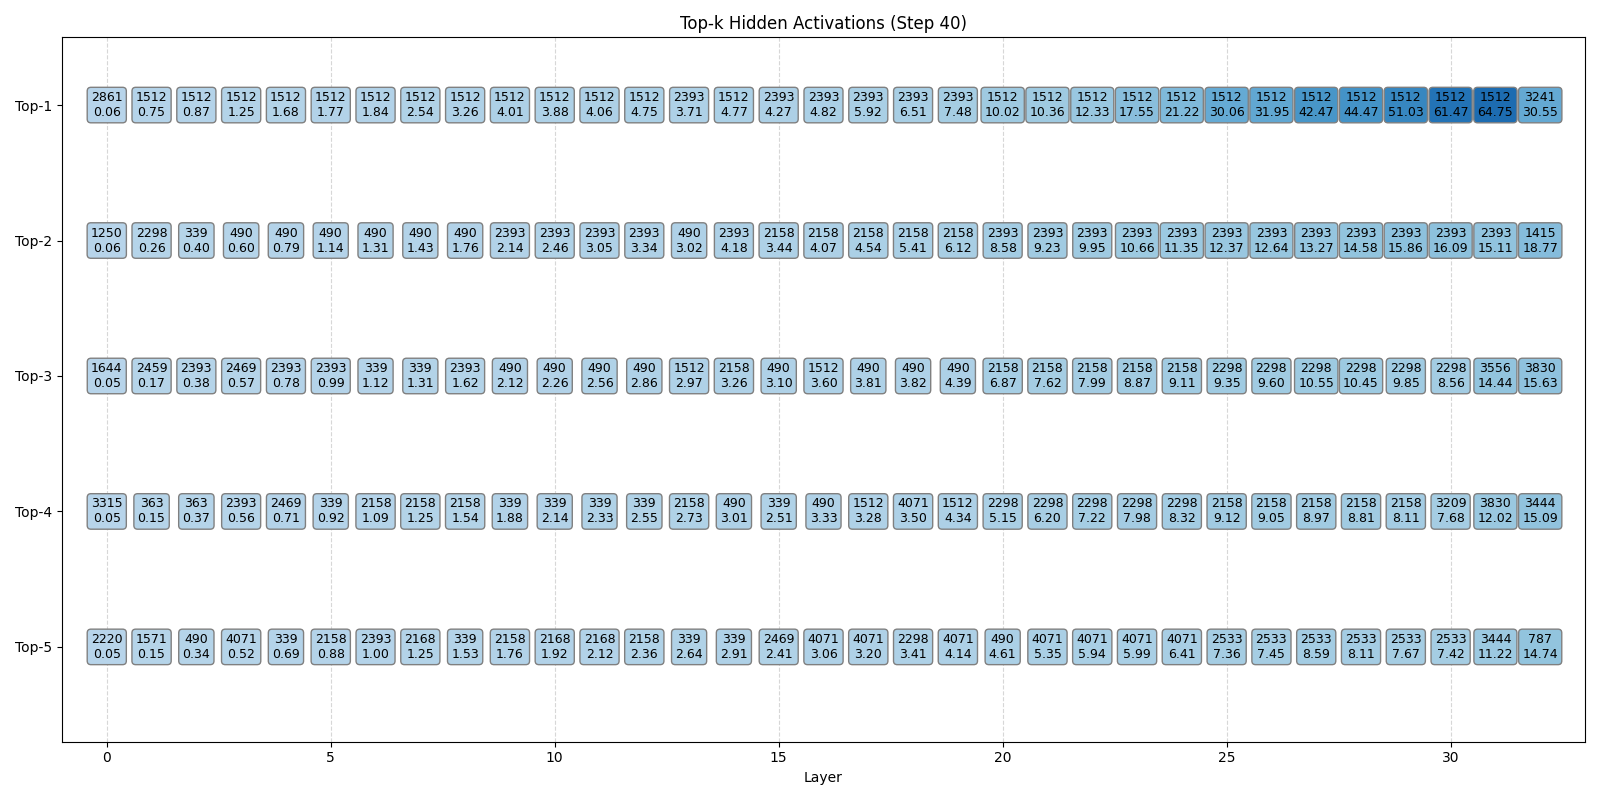 Top-k Hidden Activations (Step 40)
Top-1
2861 1512 1512 1512 1512 1512 1512 1512 1512 1512 1512 1512 1512 2393 1512 2393 2393 2393 2393 2393 1512 1512 1512 1512 1512 1512 1512 1512 1512 1512 1512 1512 3241
0.06 0.75 0.87 1.25 1.68 1.77 1.84 2.54 3.26 4.01 3.88 4.06 4.75 3.71 4.77 4.27 4.82 5.92 6.51 7.48 10.02 10.36 12.33 17.55 21.22 30.06 31.95 42.47 44.47 51.03 61.47 64.75 30.55
Top-2
1250 2298 339 490 490 490 490 490 490 2393 2393 2393 2393 490 2393 2158 2158 2158 2158 2158 2393 2393 2393 2393 2393 2393 2393 2393 2393 2393 2393 2393 1415
0.06 0.26 0.40 0.60 0.79 1.14 1.31 1.43 1.76 2.14 2.46 3.05 3.34 3.02 4.18 3.44 4.07 4.54 5.41 6.12 8.58 9.23 9.95 10.66 11.35 12.37 12.64 13.27 14.58 15.86 16.09 15.11 18.77
Top-3
1644 2459 2393 2469 2393 2393 339 339 2393 490 490 490 490 1512 2158 490 1512 490 490 490 2158 2158 2158 2158 2158 2298 2298 2298 2298 2298 2298 3556 3830
0.05 0.17 0.38 0.57 0.78 0.99 1.12 1.31 1.62 2.12 2.26 2.56 2.86 2.97 3.26 3.10 3.60 3.81 3.82 4.39 6.87 7.62 7.99 8.87 9.11 9.35 9.60 10.55 10.45 9.85 8.56 14.44 15.63
Top-4
3315 363 363 2393 2469 339 2158 2158 2158 339 339 339 339 2158 490 339 490 1512 4071 1512 2298 2298 2298 2298 2298 2158 2158 2158 2158 2158 3209 3830 3444
0.05 0.15 0.37 0.56 0.71 0.92 1.09 1.25 1.54 1.88 2.14 2.33 2.55 2.73 3.01 2.51 3.33 3.28 3.50 4.34 5.15 6.20 7.22 7.98 8.32 9.12 9.05 8.97 8.81 8.11 7.68 12.02 15.09
Top-5
2220 1571 490 4071 339 2158 2393 2168 339 2158 2168 2168 2158 339 339 2469 4071 4071 2298 4071 490 4071 4071 4071 4071 2533 2533 2533 2533 2533 2533 3444 787
0.05 0.15 0.34 0.52 0.69 0.88 1.00 1.25 1.53 1.76 1.92 2.12 2.36 2.64 2.91 2.41 3.06 3.20 3.41 4.14 4.61 5.35 5.94 5.99 6.41 7.36 7.45 8.59 8.11 7.67 7.42 11.22 14.74
0 5 10 15 20 25 30
Layer